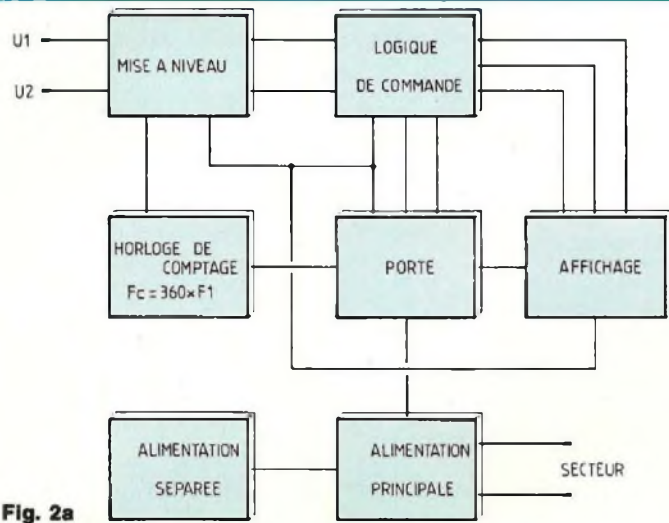 U1
U2
MISE A NIVEAU
LOGIQUE
DE COMMANDE
HORLOGE DE
COMPTAGE
Fc = 360×F1
PORTE
AFFICHAGE
ALIMENTATION
SEPAREE
ALIMENTATION
PRINCIPALE
SECTEUR
Fig. 2a